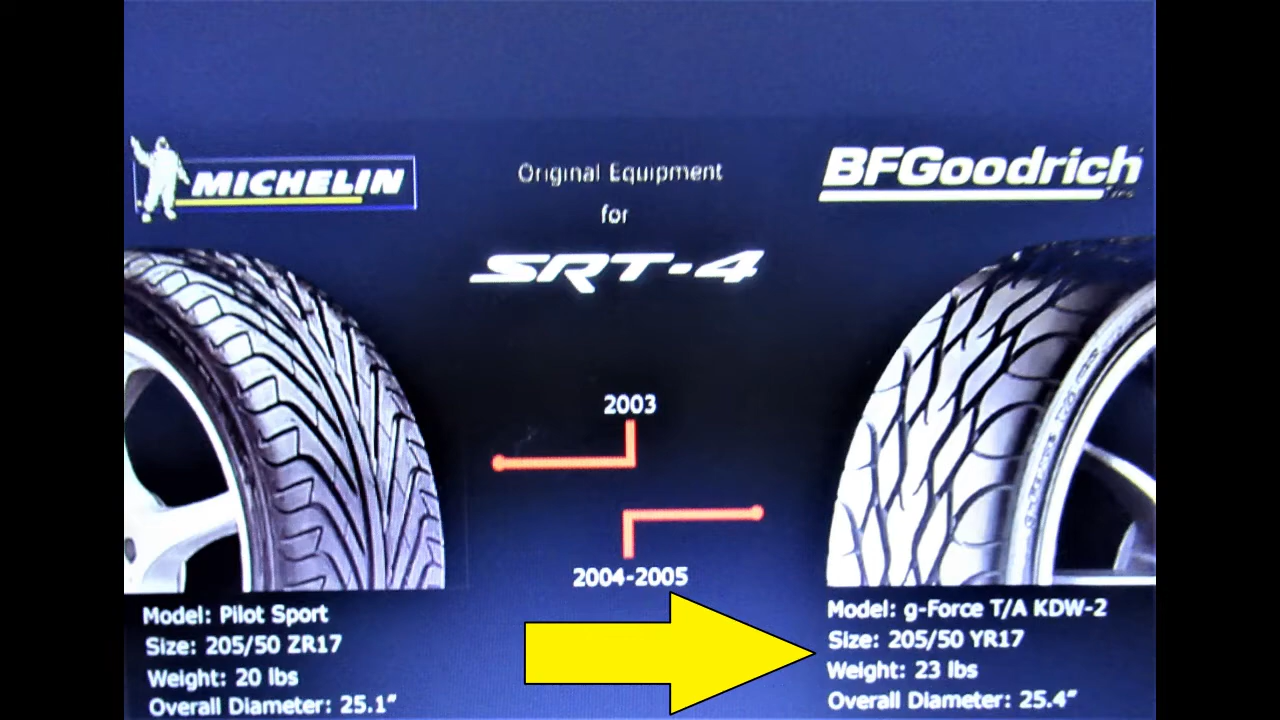 MICHELIN
Original Equipment
for
SRT-4
BFGoodrich
Tires
2003
2004-2005
Model: Pilot Sport
Size: 205/50 ZR17
Weight: 20 lbs
Overall Diameter: 25.1″
Model: g-Force T/A KDW-2
Size: 205/50 YR17
Weight: 23 lbs
Overall Diameter: 25.4″